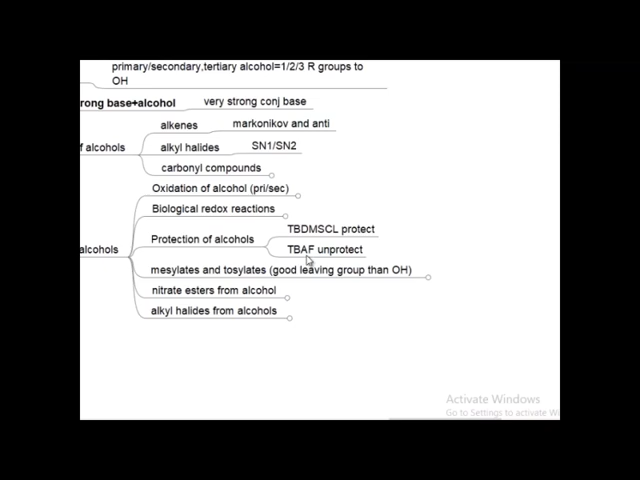 primary/secondary,tertiary alcohol=1/2/3 R groups to
OH
rong base+alcohol
very strong conj base
alkenes
markonikov and anti
f alcohols
alkyl halides
SN1/SN2
carbonyl compounds
Oxidation of alcohol (pri/sec)
Biological redox reactions
alcohols
Protection of alcohols
TBDMSCL protect
TBAF unprotect
mesylates and tosylates (good leaving group than OH)
nitrate esters from alcohol
alkyl halides from alcohols
Activate Windows
Go to Settings to activate Wi